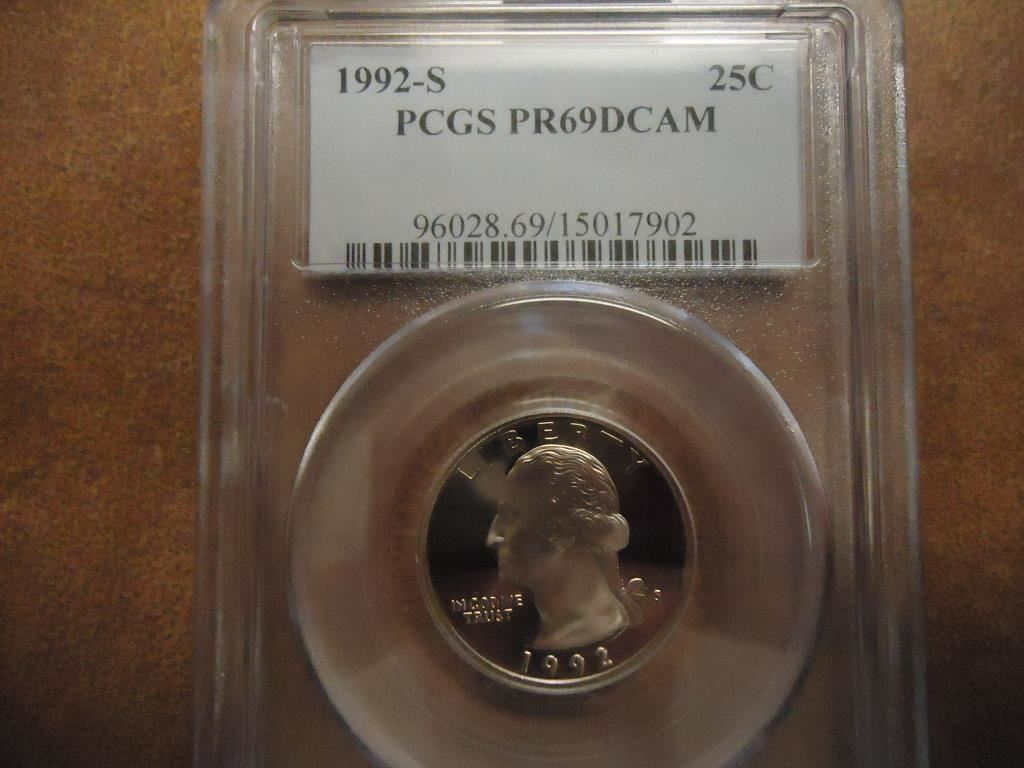 1992-S 25C
PCGS PR69DCAM
96028.69/15017902
LIBERTY
IN GOD WE
TRUST
S
1992